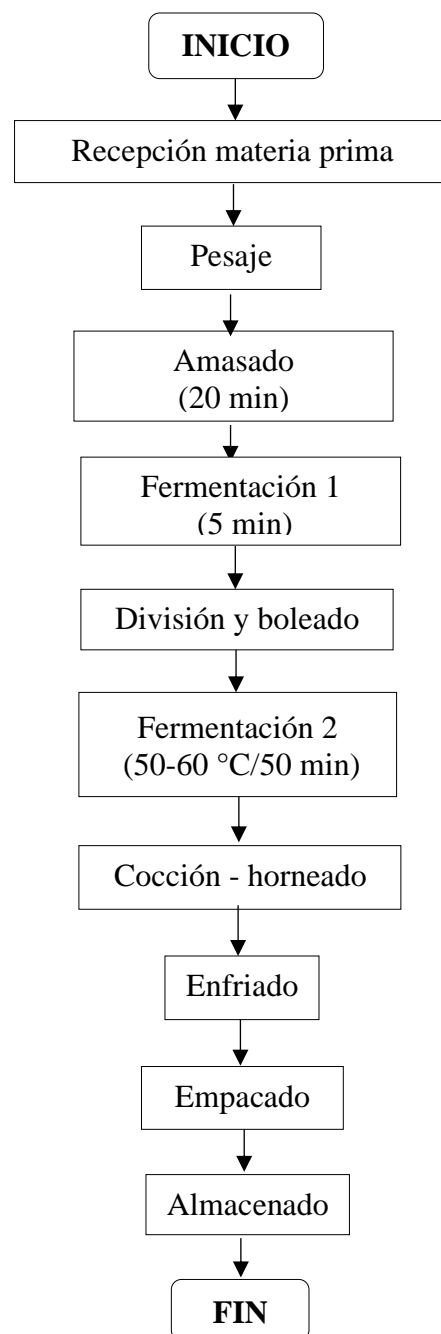 INICIO
Recepción materia prima
Pesaje
Amasado
(20 min)
Fermentación 1
(5 min)
División y boleado
Fermentación 2
(50-60 °C/50 min)
Cocción - horneado
Enfriado
Empacado
Almacenado
FIN